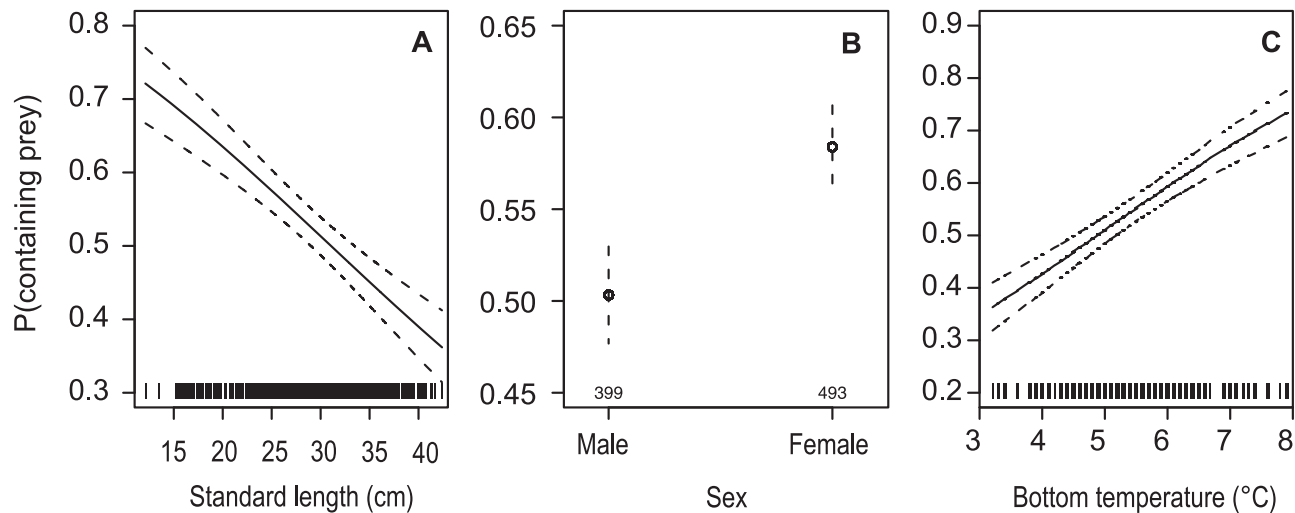 P(containing prey)
0.8
0.7
0.6
0.5
0.4
0.3
A
15 20 25 30 35 40
Standard length (cm)
0.65
0.60
0.55
0.50
0.45
B
399 493
Male Female
Sex
0.9
0.8
0.7
0.6
0.5
0.4
0.3
0.2
C
3 4 5 6 7 8
Bottom temperature (°C)